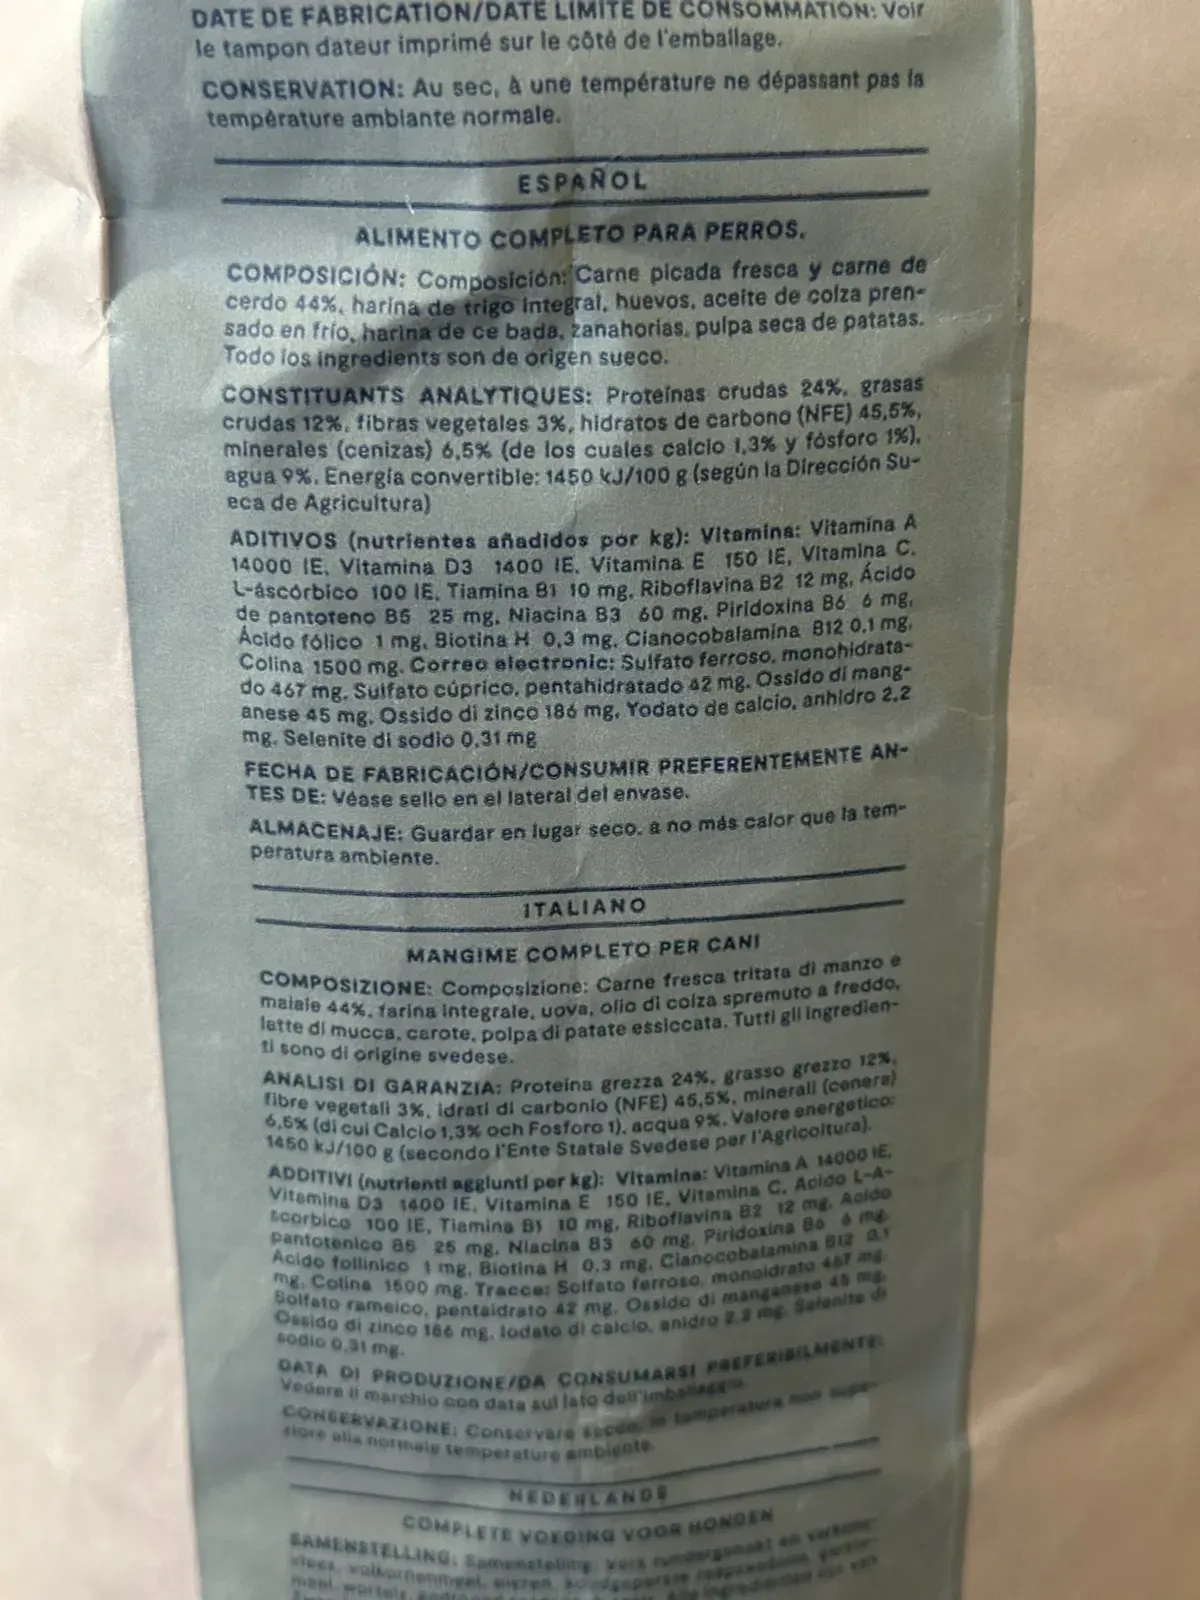 DATE DE FABRICATION/DATE LIMITE DE CONSOMMATION: Voir
le tampon dateur imprimé sur le côté de l'emballage.
CONSERVATION: Au sec, à une température ne dépassant pas la
température ambiante normale.
ESPAÑOL
ALIMENTO COMPLETO PARA PERROS.
COMPOSICIÓN: Composición: Carne picada fresca y carne de
cerdo 44%, harina de trigo integral, huevos, aceite de colza pren-
sado en frío, harina de ce bada, zanahorias, pulpa seca de patatas.
Todo los ingredients son de origen sueco.
CONSTITUANTS ANALYTIQUES: Proteínas crudas 24%, grasas
crudas 12%, fibras vegetales 3%, hidratos de carbono (NFE) 45,5%,
minerales (cenizas) 6,5% (de los cuales calcio 1,3% y fósforo 1%),
agua 9%. Energía convertible: 1450 kJ/100 g (según la Dirección Su-
eca de Agricultura)
ADITIVOS (nutrientes añadidos por kg): Vitamina: Vitamina A
14000 IE, Vitamina D3 1400 IE, Vitamina E 150 IE, Vitamina C,
L-áscórbico 100 IE, Tiamina B1 10 mg, Riboflavina B2 12 mg, Ácido
de pantoteno B5 25 mg, Niacina B3 60 mg, Piridoxina B6 6 mg,
Ácido fólico 1 mg, Biotina H 0,3 mg, Cianocobalamina B12 0,1 mg,
Colina 1500 mg. Correo electronic: Sulfato ferroso, monohidrata-
do 467 mg, Sulfato cúprico, pentahidratado 42 mg. Ossido di mang-
anese 45 mg, Ossido di zinco 186 mg, Yodato de calcio, anhidro 2,2
mg, Selenite di sodio 0,31 mg
FECHA DE FABRICACIÓN/CONSUMIR PREFERENTEMENTE AN-
TES DE: Véase sello en el lateral del envase.
ALMACENAJE: Guardar en lugar seco, a no más calor que la tem-
peratura ambiente.
ITALIANO
MANGIME COMPLETO PER CANI
COMPOSIZIONE: Composizione: Carne fresca tritata di manzo e
maiale 44%, farina integrale, uova, olio di colza spremuto a freddo,
latte di mucca, carote, polpa di patate essiccata. Tutti gli ingredien-
ti sono di origine svedese.
ANALISI DI GARANZIA: Proteina grezza 24%, grasso grezzo 12%,
fibre vegetali 3%, idrati di carbonio (NFE) 45,5%, minerali (cenera)
6,5% (di cui Calcio 1,3% och Fosforo 1), acqua 9%. Valore energetico:
1450 kJ/100 g (secondo l'Ente Statale Svedese per l'Agricoltura).
ADDITIVI (nutrienti aggiunti per kg): Vitamina: Vitamina A 14000 IE,
Vitamina D3 1400 IE, Vitamina E 150 IE, Vitamina C, Acido L-A-
scorbico 100 IE, Tiamina B1 10 mg, Riboflavina B2 12 mg, Acido
pantotenico B5 25 mg, Niacina B3 60 mg, Piridoxina B6 6 mg,
Acido follinico 1 mg, Biotina H 0,3 mg, Cianocobalamina B12 0,1
mg, Colina 1500 mg. Tracce: Solfato ferroso, monoidrato 467 mg,
Solfato rameico, pentaidrato 42 mg, Ossido di manganese 45 mg,
Ossido di zinco 186 mg, Iodato di calcio, anidro 2,2 mg, Selenite di
sodio 0,31 mg.
DATA DI PRODUZIONE/DA CONSUMARSI PREFERIBILMENTE:
Vedere il marchio con data sul lato dell'imballaggio.
CONSERVAZIONE: Conservare secco, in temperatura non supe-
riore alla normale temperature ambiente.
NEDERLANDS
COMPLETE VOEDING VOOR HONDEN
SAMENSTELLING: Samenstelling: Vers rundergehakt en varkens-
vlees, volkorenmeel, eieren,
meel, wortels,